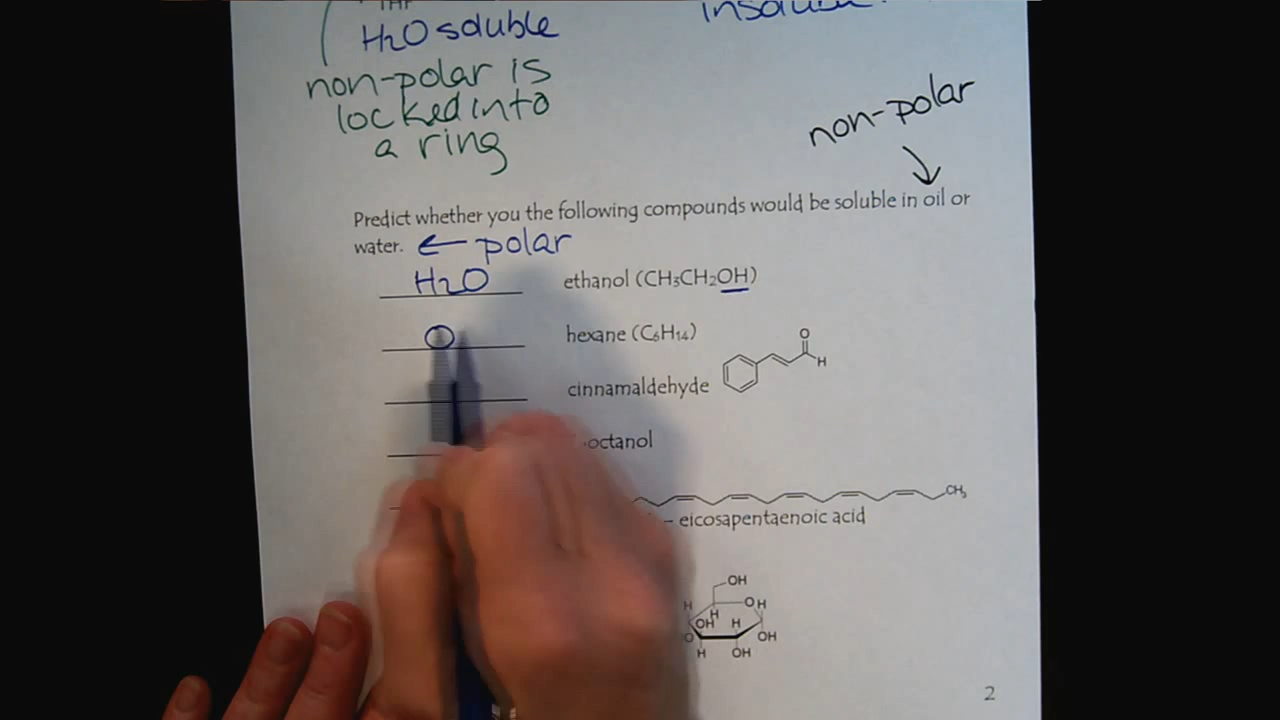 THF
H2O soluble
non-polar is
locked into
a ring
non-polar
Predict whether you the following compounds would be soluble in oil or
water. ← polar
H2O ethanol (CH3CH2OH)
O hexane (C6H14)
O
H
cinnamaldehyde
-octanol
CH3
– eicosapentaenoic acid
OH
H O H
H
OH H
O OH
H OH
2